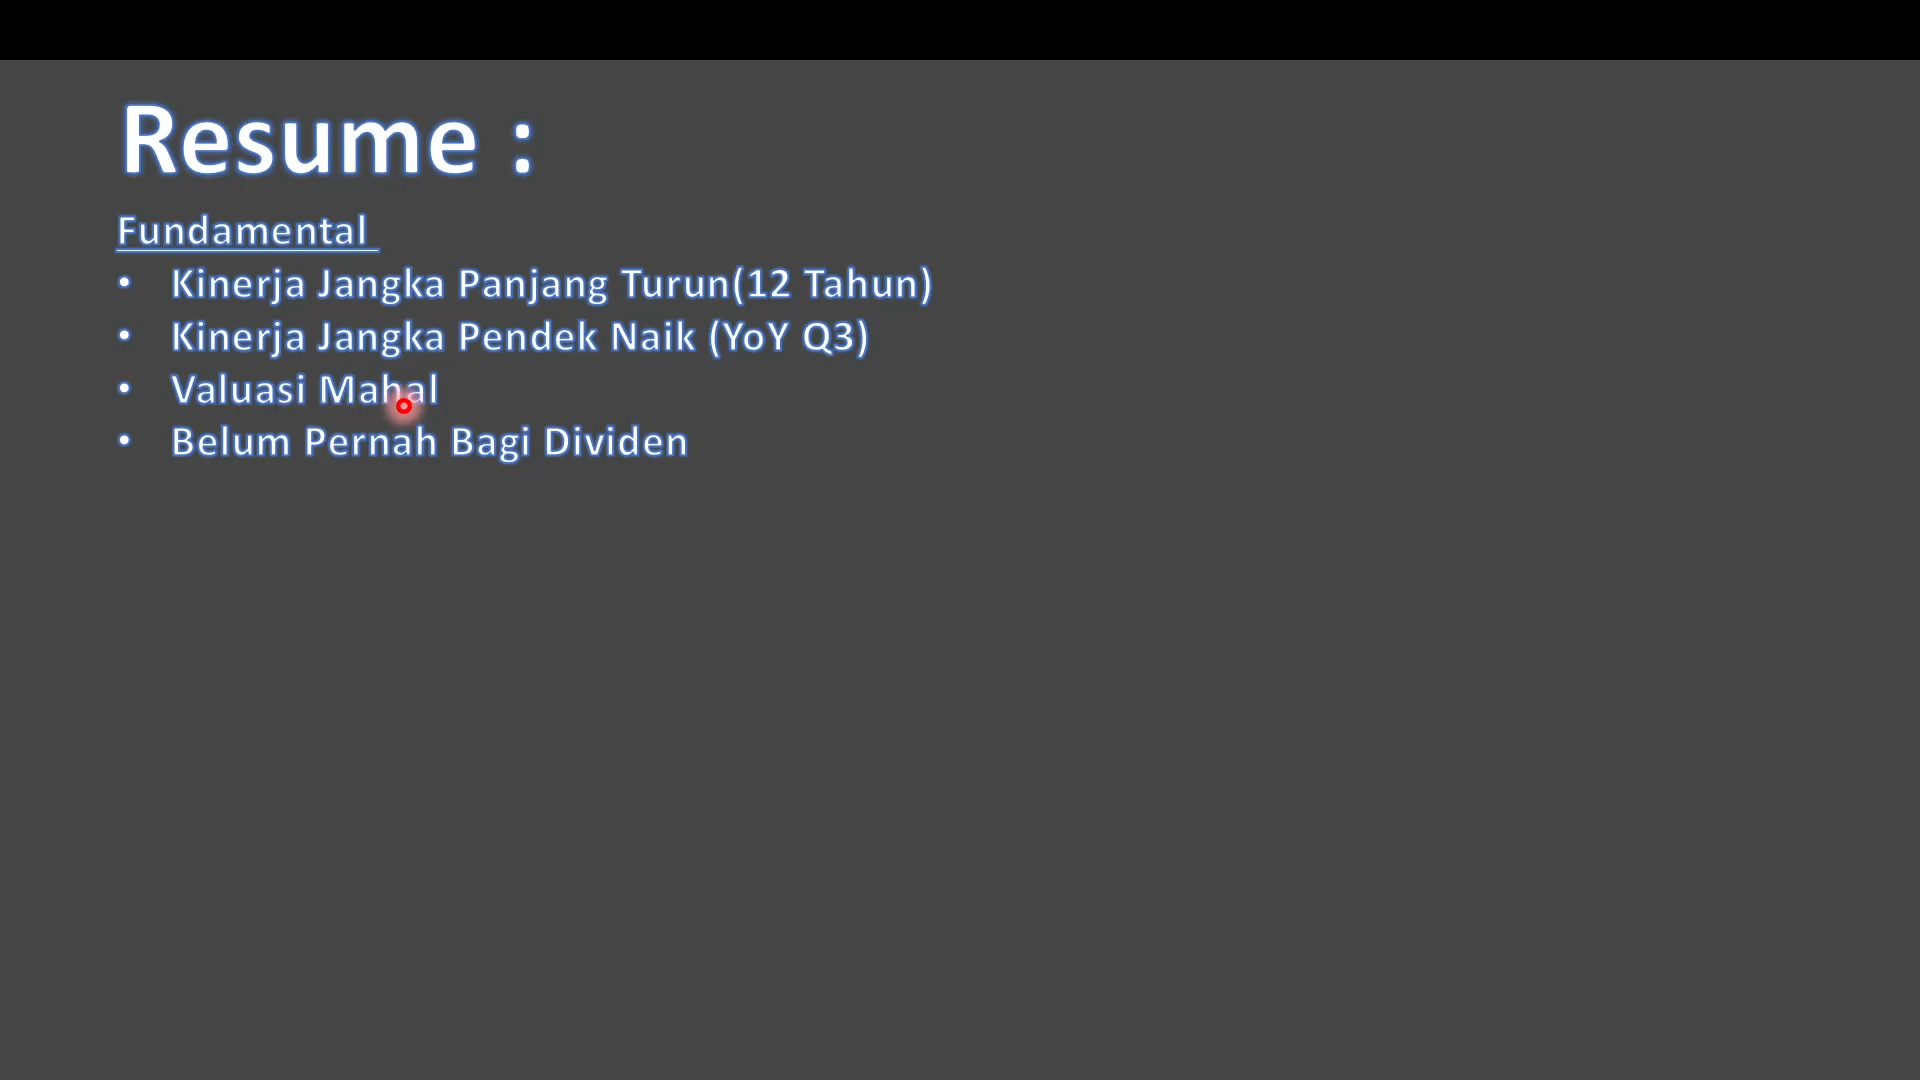 Resume :
Fundamental
• Kinerja Jangka Panjang Turun(12 Tahun)
• Kinerja Jangka Pendek Naik (YoY Q3)
• Valuasi Mahal
• Belum Pernah Bagi Dividen